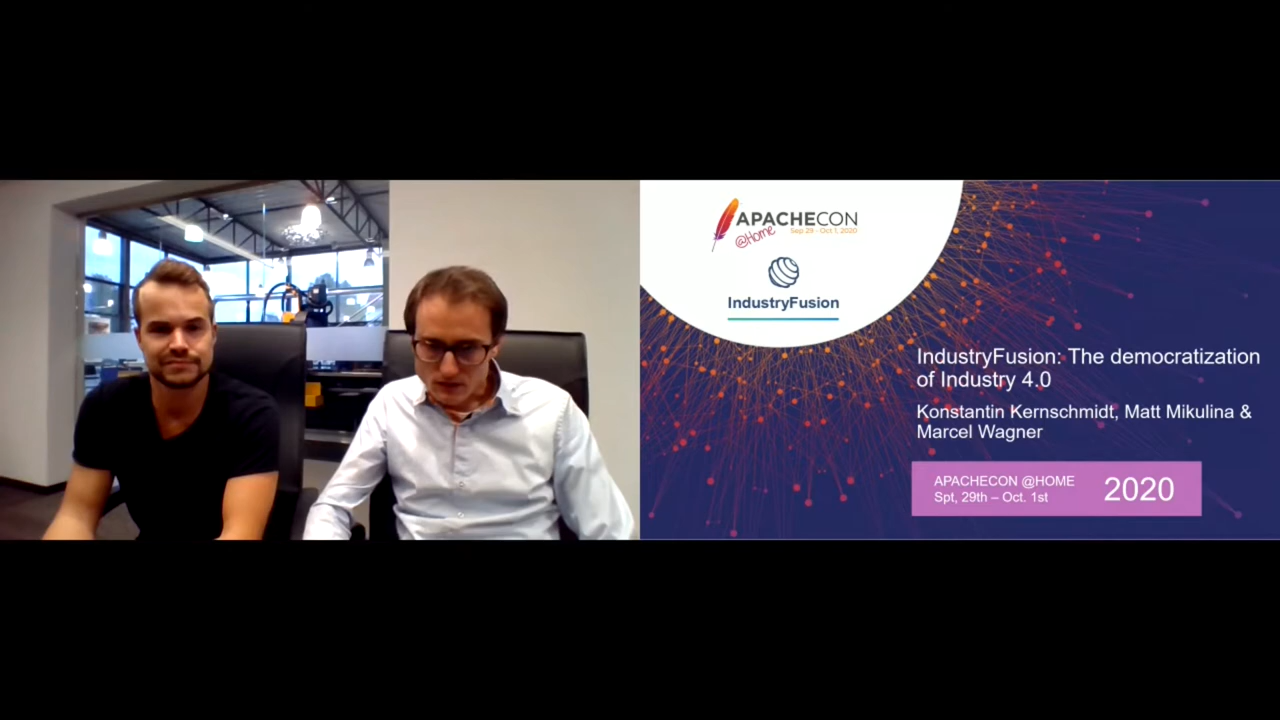 APACHECON
@Home
Sep 29 - Oct 1, 2020
IndustryFusion
IndustryFusion: The democratization
of Industry 4.0
Konstantin Kernschmidt, Matt Mikulina &
Marcel Wagner
APACHECON @HOME
Spt, 29th – Oct. 1st
2020